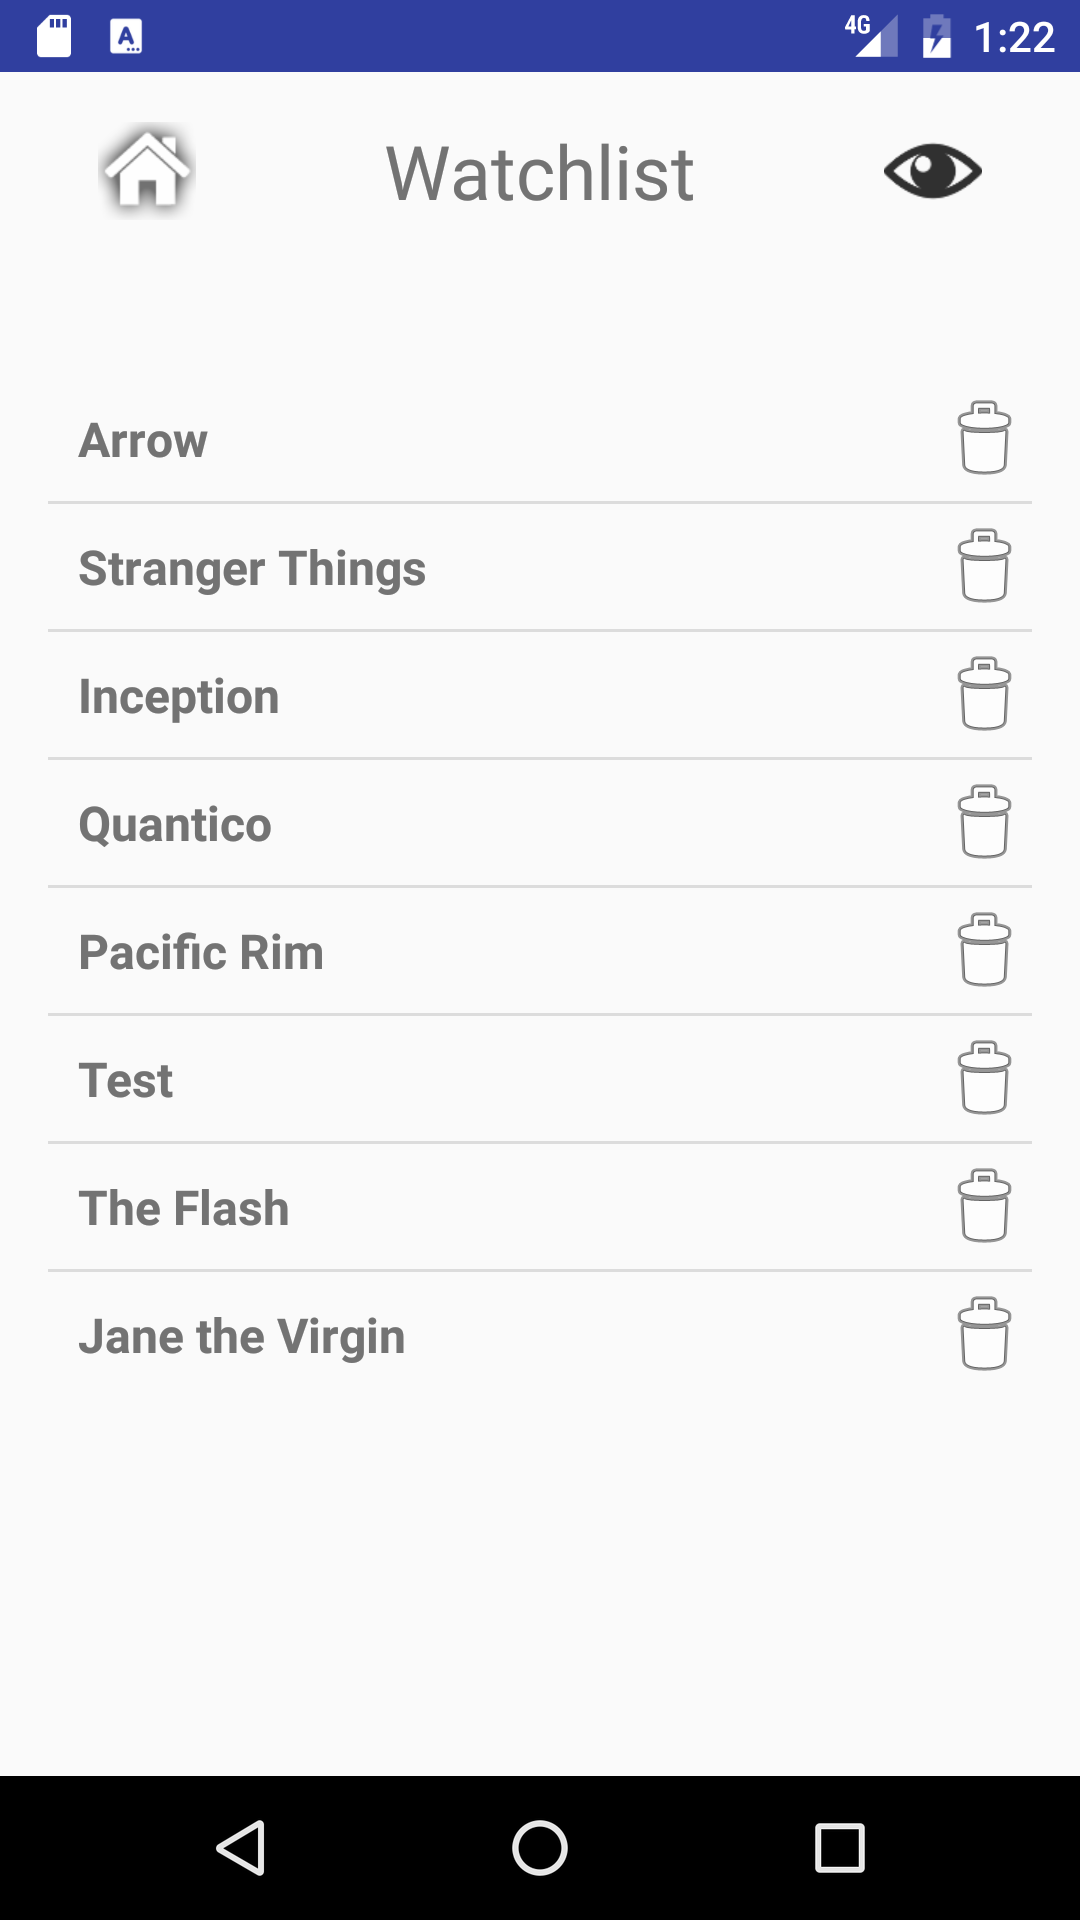 4G 1:22
Watchlist
Arrow
Stranger Things
Inception
Quantico
Pacific Rim
Test
The Flash
Jane the Virgin